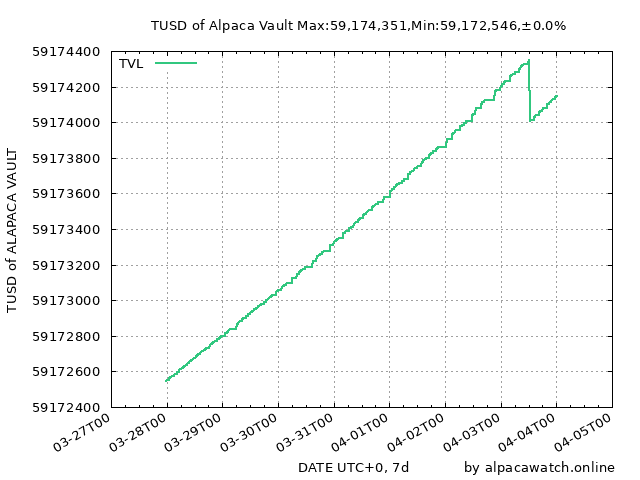 TUSD of Alpaca Vault Max:59,174,351,Min:59,172,546,±0.0%
TVL
59174400
59174200
59174000
59173800
59173600
59173400
59173200
59173000
59172800
59172600
59172400
TUSD of ALAPACA VAULT
03-27T00
03-28T00
03-29T00
03-30T00
03-31T00
04-01T00
04-02T00
04-03T00
04-04T00
04-05T00
DATE UTC+0, 7d
by alpacawatch.online